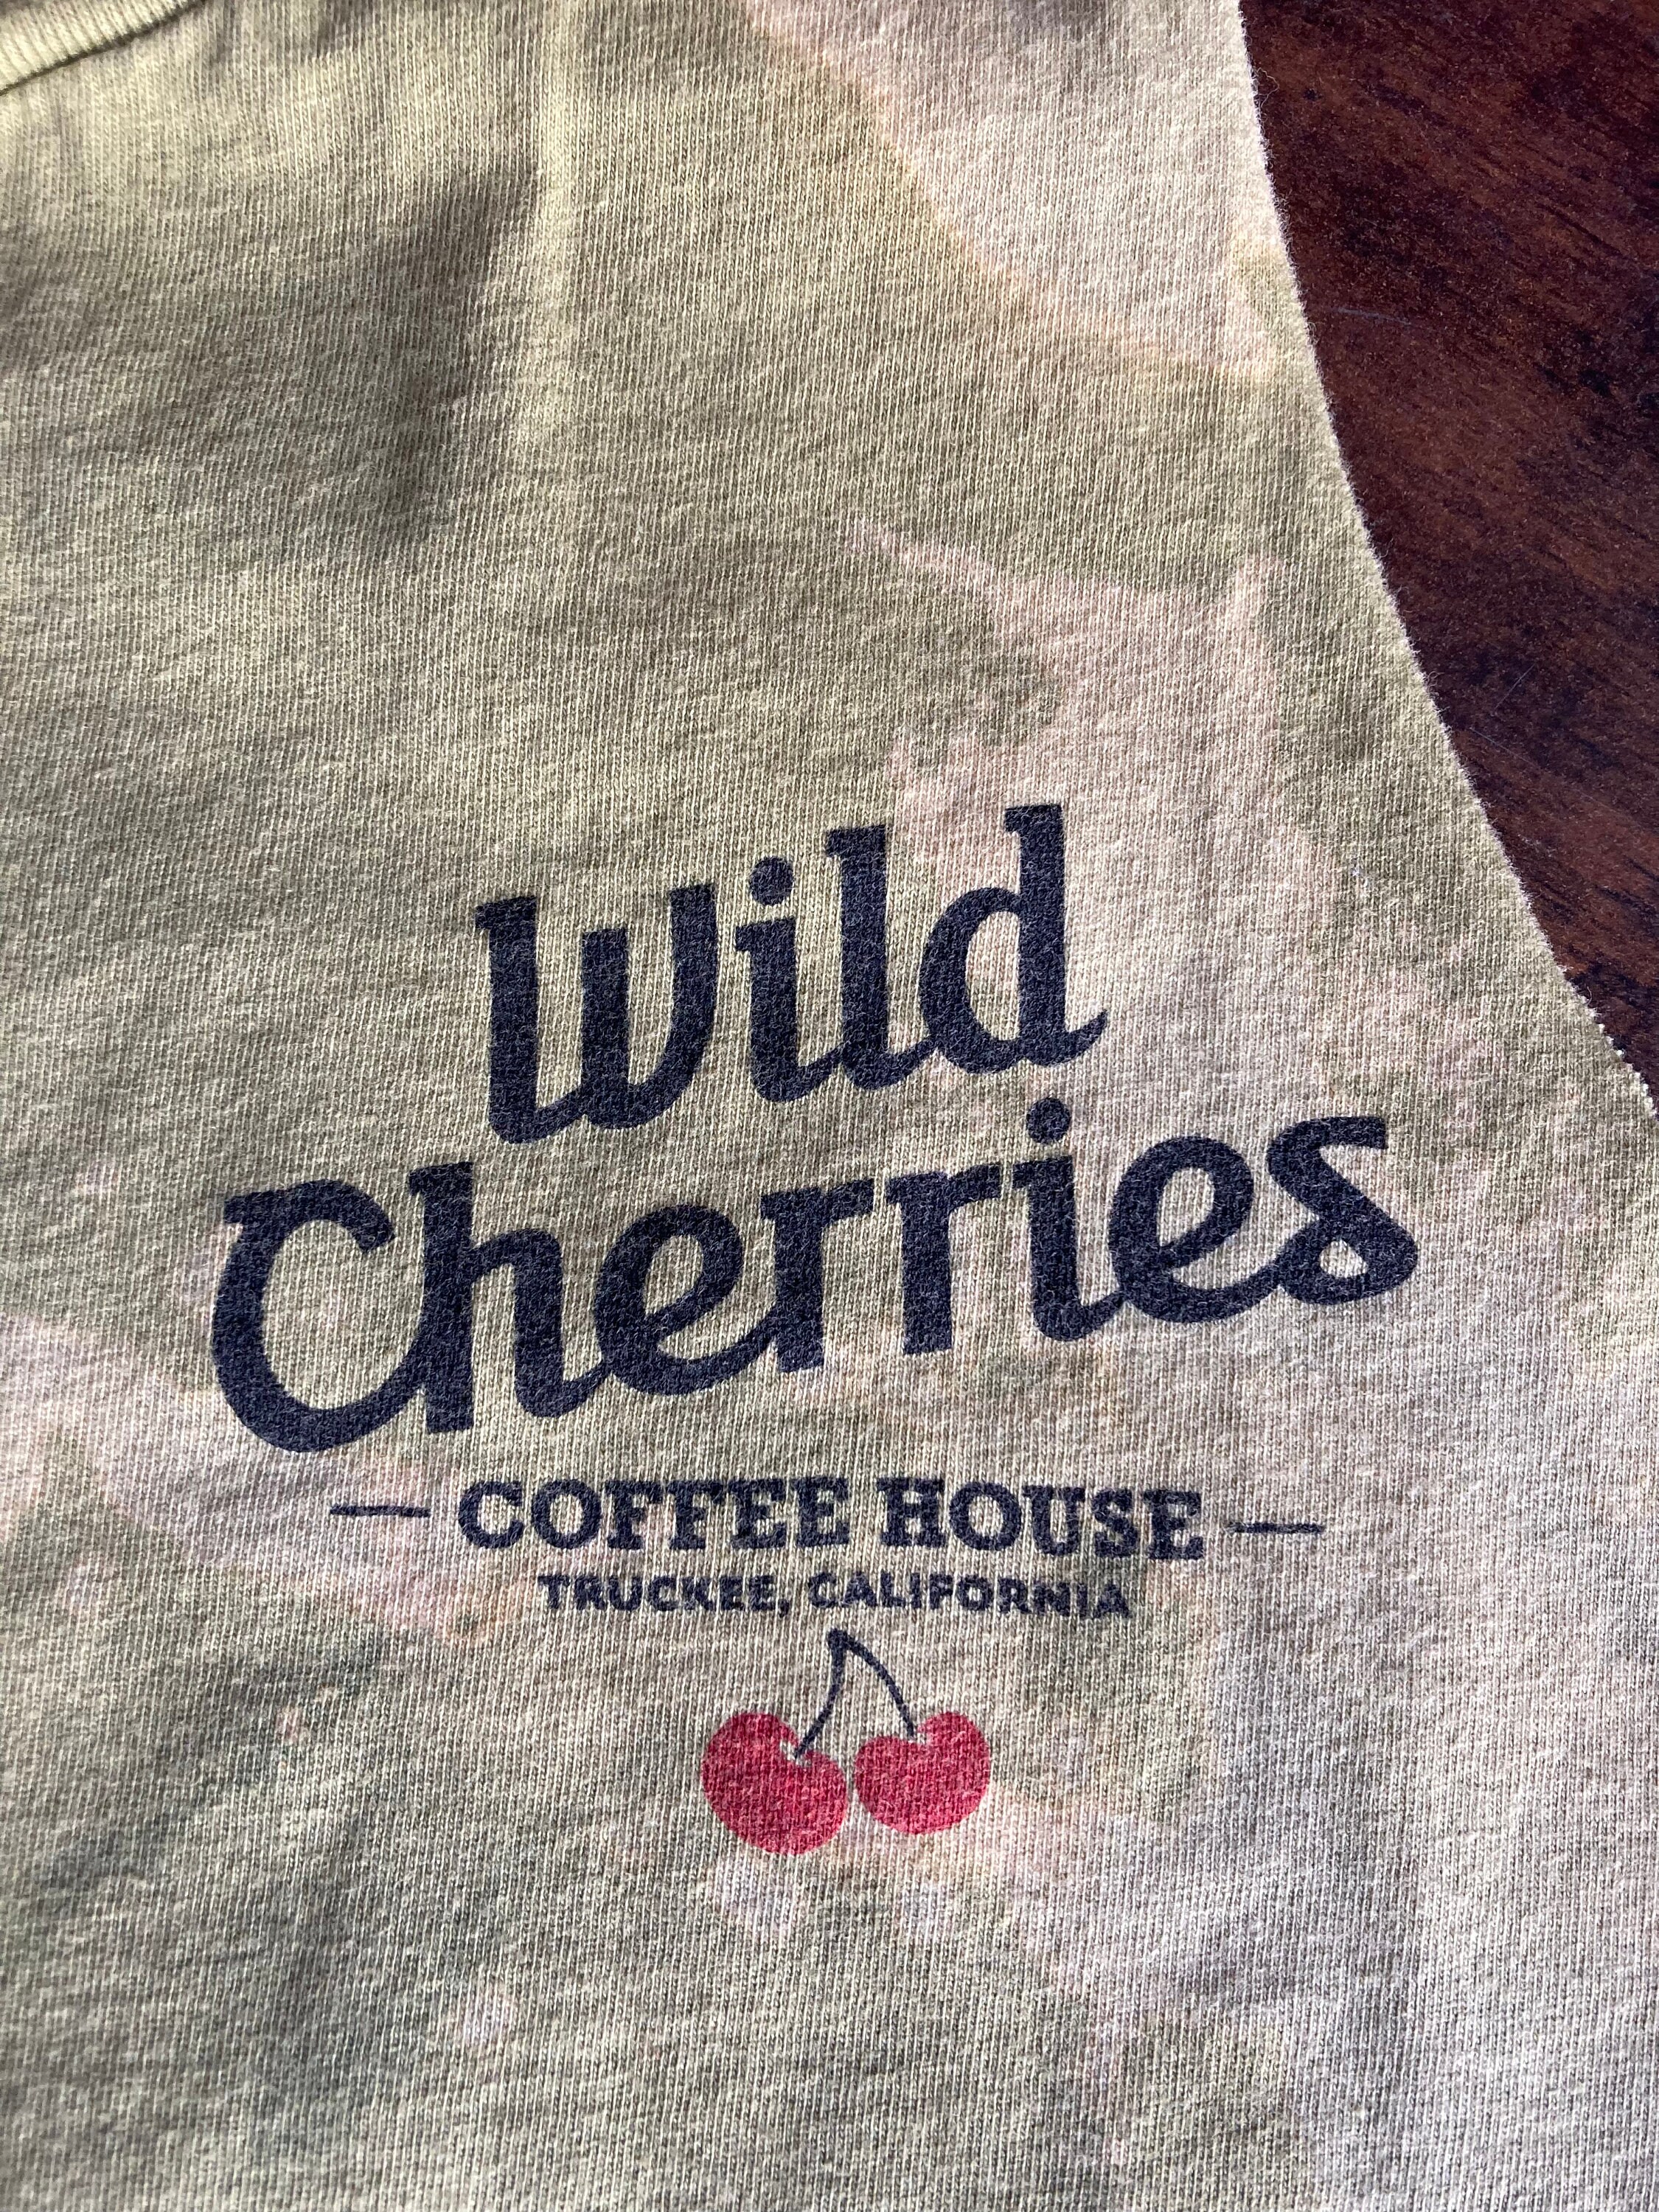 Wild
Cherries
— COFFEE HOUSE —
TRUCKEE, CALIFORNIA